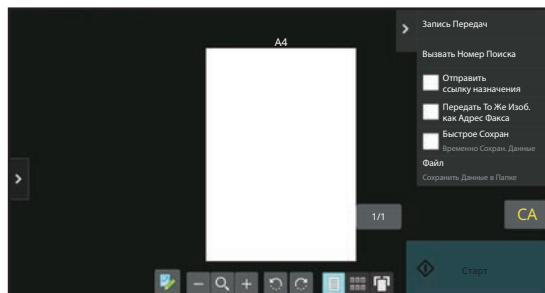 A4
Запись Передач
Вызвать Номер Поиска
Отправить
ссылку назначения
Передать То Же Изоб.
как Адрес Факса
Быстрое Сохран
Временно Сохран. Данные
Файл
Сохранить Данные в Папке
1/1
CA
Старт